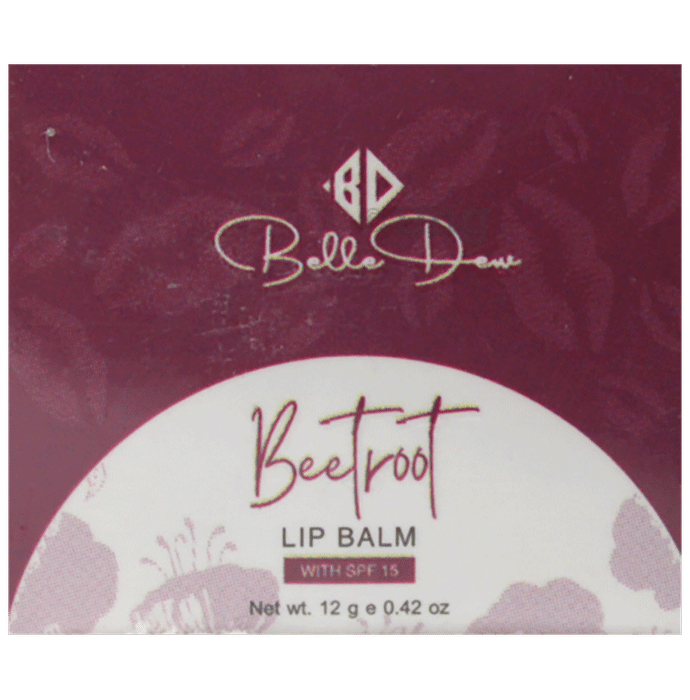 BD
Belle Dew
Beetroot
LIP BALM
WITH SPF 15
Net wt. 12 g e 0.42 oz